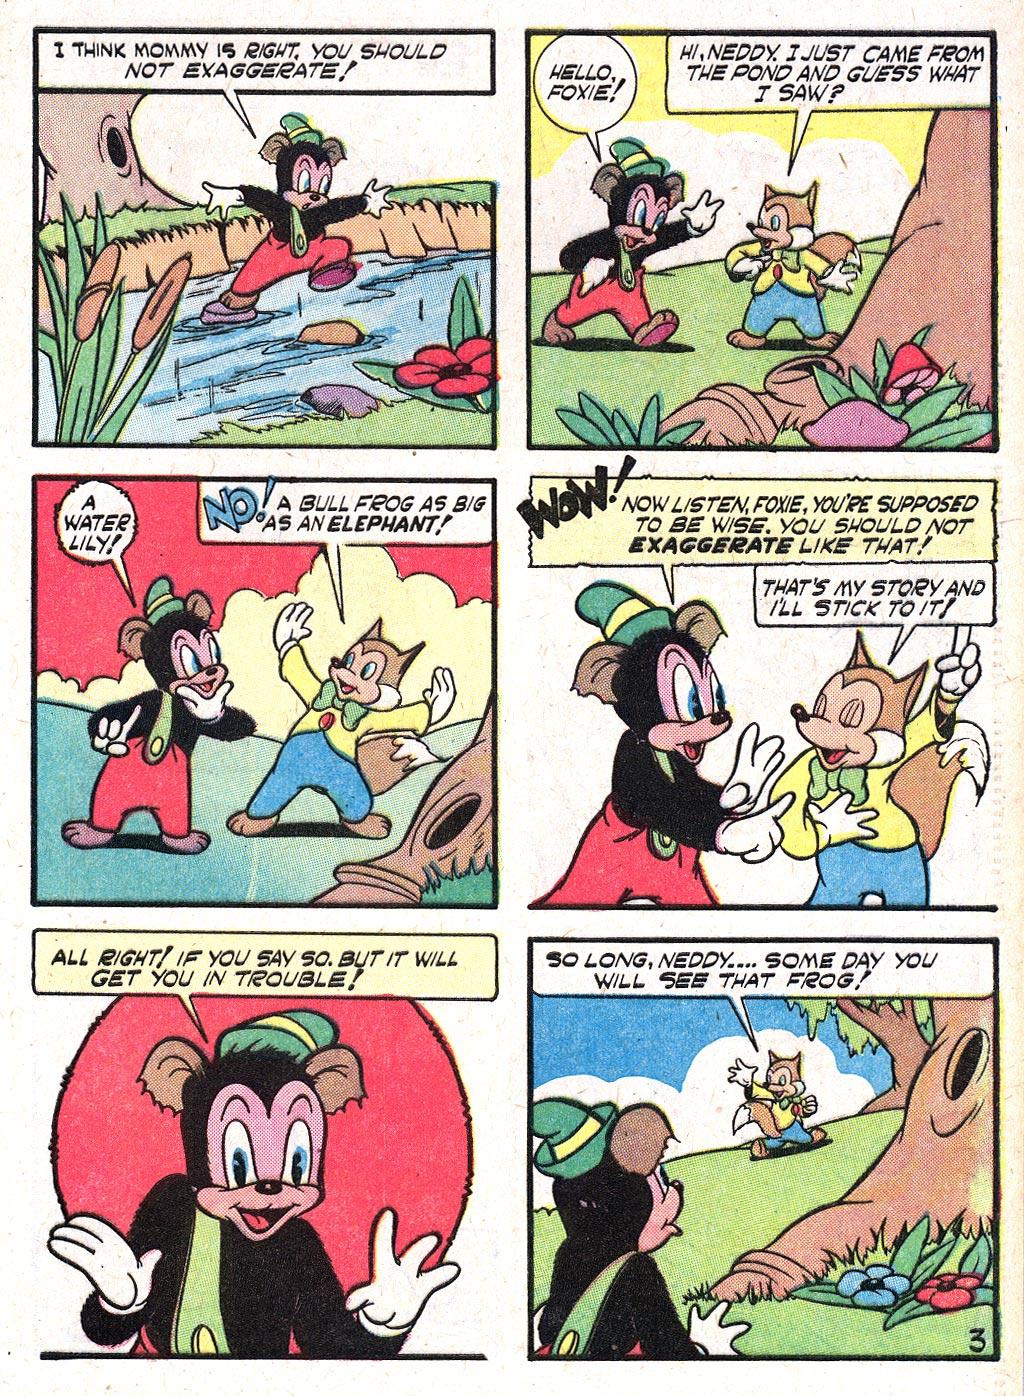 I THINK MOMMY IS RIGHT, YOU SHOULD
NOT EXAGGERATE!
HELLO,
FOXIE!
HI, NEDDY. I JUST CAME FROM
THE POND AND GUESS WHAT
I SAW?
A
WATER
LILY!
NO! A BULL FROG AS BIG
AS AN ELEPHANT!
WOW! NOW LISTEN, FOXIE, YOU'RE SUPPOSED
TO BE WISE. YOU SHOULD NOT
EXAGGERATE LIKE THAT!
THAT'S MY STORY AND
I'LL STICK TO IT!
ALL RIGHT! IF YOU SAY SO. BUT IT WILL
GET YOU IN TROUBLE!
SO LONG, NEDDY.... SOME DAY YOU
WILL SEE THAT FROG!
3